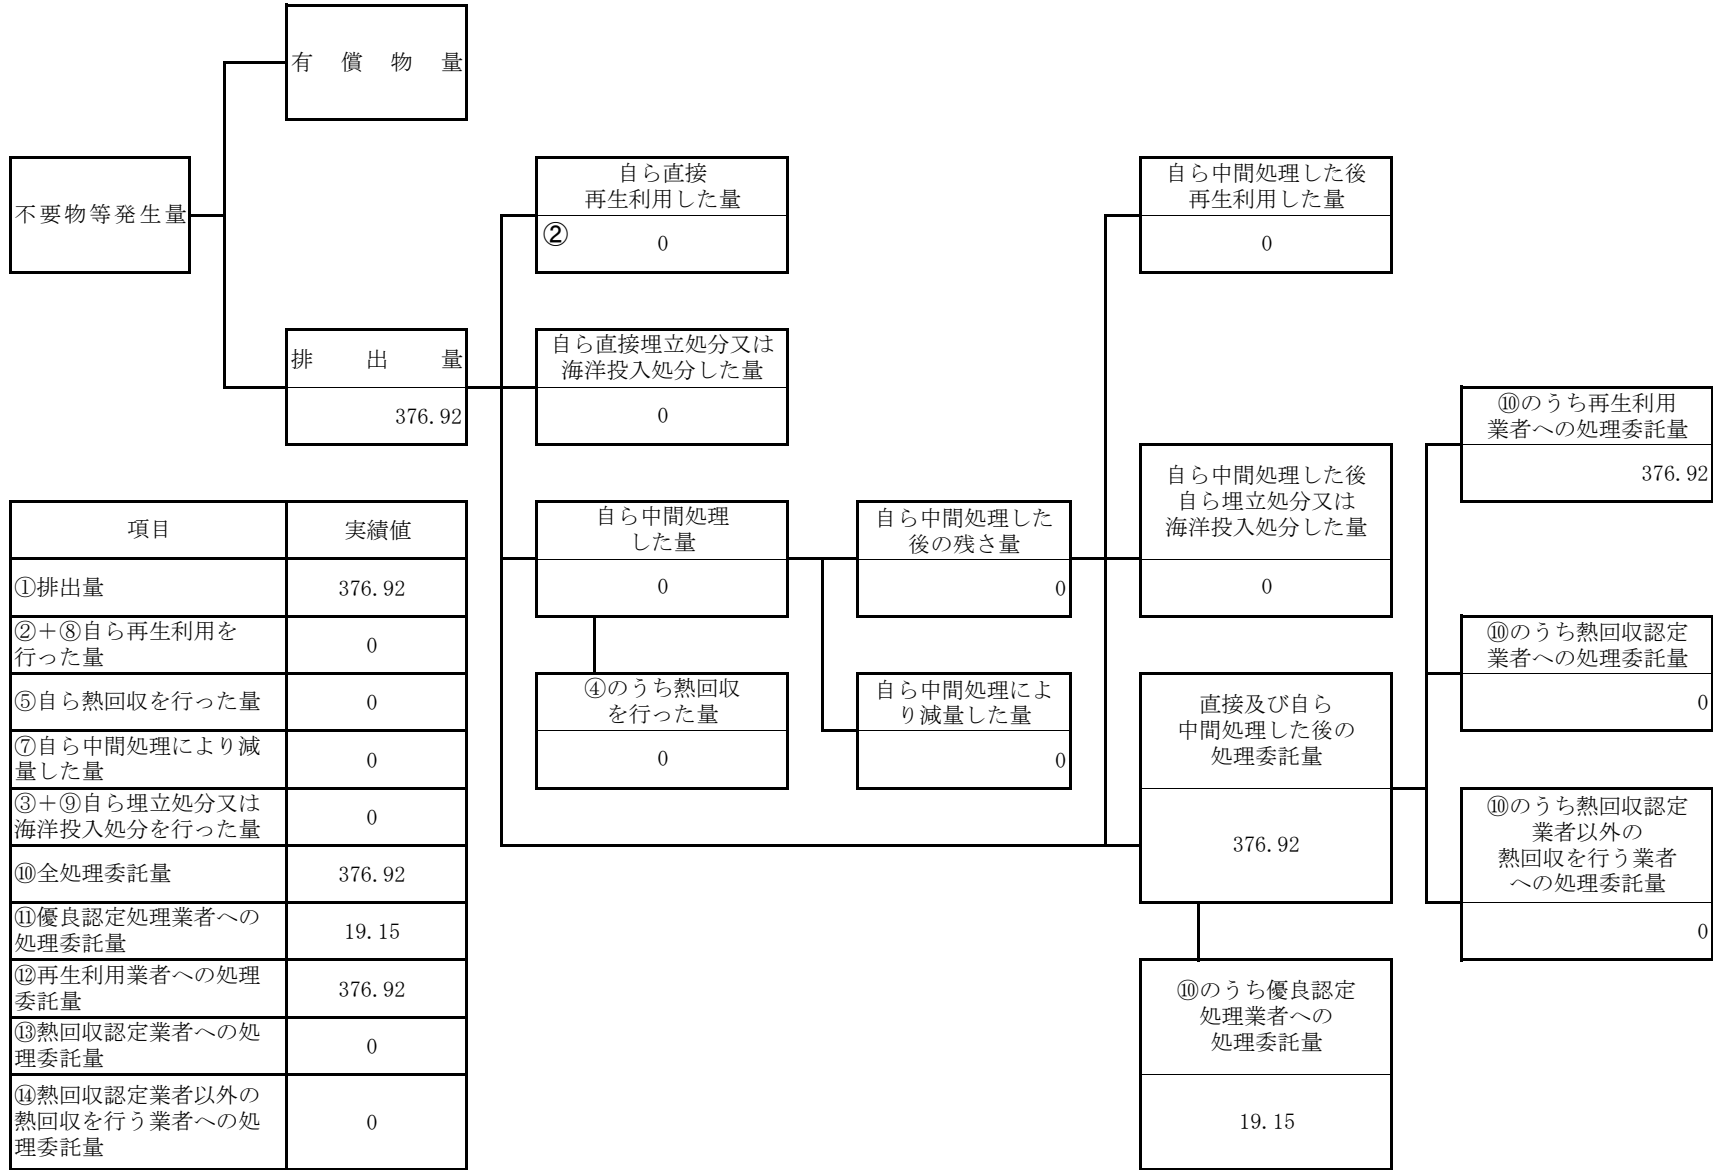 有償物量
不要物等発生量
自ら直接
再生利用した量
② 0
自ら中間処理した後
再生利用した量
0
排出量
376.92
自ら直接埋立処分又は
海洋投入処分した量
0
⑩のうち再生利用
業者への処理委託量
376.92
自ら中間処理
した量
0
自ら中間処理した
後の残さ量
0
自ら中間処理した後
自ら埋立処分又は
海洋投入処分した量
0
⑩のうち熱回収認定
業者への処理委託量
0
④のうち熱回収
を行った量
0
自ら中間処理によ
り減量した量
0
直接及び自ら
中間処理した後の
処理委託量
376.92
⑩のうち熱回収認定
業者以外の
熱回収を行う業者
への処理委託量
0
⑩のうち優良認定
処理業者への
処理委託量
19.15
項目 実績値
①排出量 376.92
②+⑧自ら再生利用を
行った量 0
⑤自ら熱回収を行った量 0
⑦自ら中間処理により減
量した量 0
③+⑨自ら埋立処分又は
海洋投入処分を行った量 0
⑩全処理委託量 376.92
⑪優良認定処理業者への
処理委託量 19.15
⑫再生利用業者への処理
委託量 376.92
⑬熱回収認定業者への処
理委託量 0
⑭熱回収認定業者以外の
熱回収を行う業者への処
理委託量 0